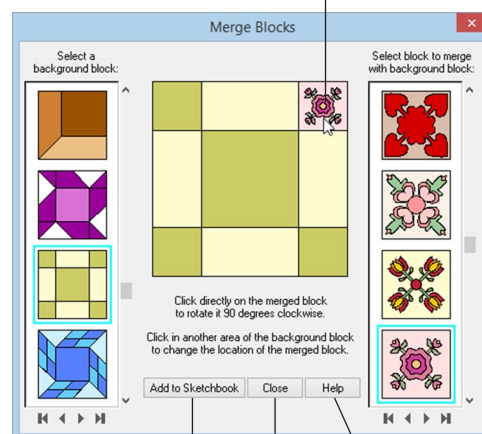 Merge Blocks
Select a
background block:
Select block to merge
with background block:
Click directly on the merged block
to rotate it 90 degrees clockwise.
Click in another area of the background block
to change the location of the merged block.
Add to Sketchbook
Close
Help